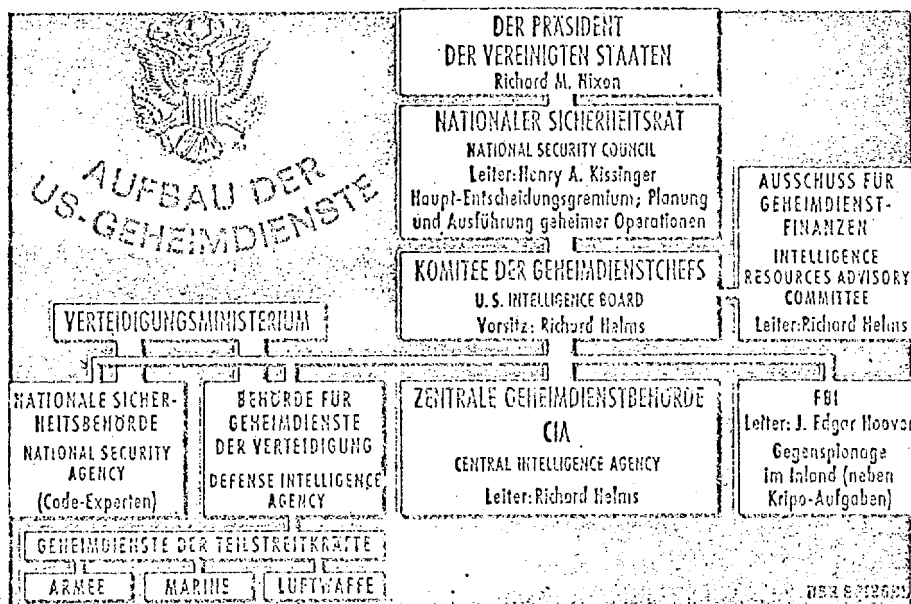 AUFBAU DER
US-GEHEIMDIENSTE
DER PRÄSIDENT
DER VEREINIGTEN STAATEN
Richard M. Nixon
NATIONALER SICHERHEITSRAT
NATIONAL SECURITY COUNCIL
Leiter: Henry A. Kissinger
Haupt-Entscheidungsgremium; Planung
und Ausführung geheimer Operationen
AUSSCHUSS FÜR
GEHEIMDIENST-
FINANZEN
INTELLIGENCE
RESOURCES ADVISORY
COMMITTEE
Leiter: Richard Helms
KOMITEE DER GEHEIMDIENSTCHEFS
U.S. INTELLIGENCE BOARD
Vorsitz: Richard Helms
VERTEIDIGUNGSMINISTERIUM
NATIONALE SICHER-
HEITSBEHÖRDE
NATIONAL SECURITY
AGENCY
(Code-Experten)
BEHÖRDE FÜR
GEHEIMDIENSTE
DER VERTEIDIGUNG
DEFENSE INTELLIGENCE
AGENCY
ZENTRALE GEHEIMDIENSTBEHÖRDE
CIA
CENTRAL INTELLIGENCE AGENCY
Leiter: Richard Helms
FBI
Leiter: J. Edgar Hoover
Gegenspionage
im Inland (neben
Kripo-Aufgaben)
GEHEIMDIENSTE DER TEILSTREITKRÄFTE
ARMEE
MARINE
LUFTWAFFE